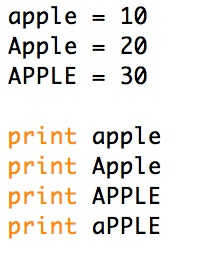 apple = 10
Apple = 20
APPLE = 30
print apple
print Apple
print APPLE
print aPPLE